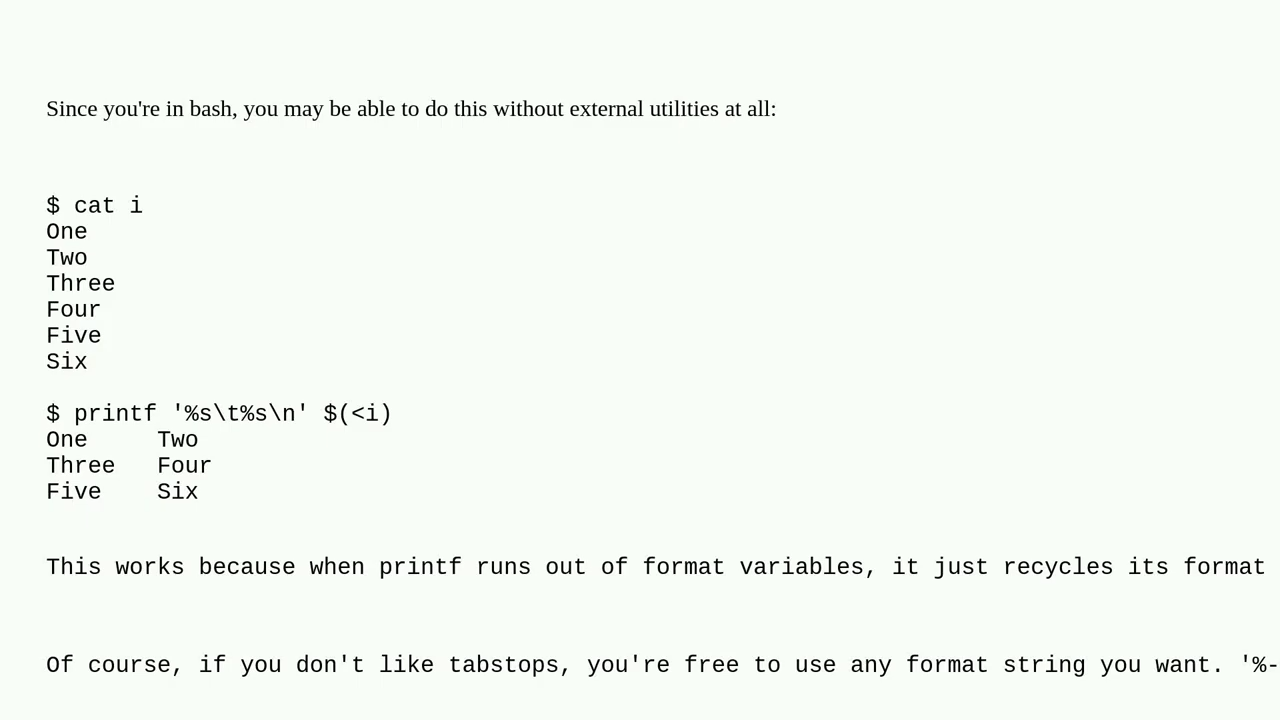 Since you're in bash, you may be able to do this without external utilities at all:
$ cat i
One
Two
Three
Four
Five
Six
$ printf '%s\t%s\n' $(<i)
One     Two
Three   Four
Five    Six
This works because when printf runs out of format variables, it just recycles its format
Of course, if you don't like tabstops, you're free to use any format string you want. '%-